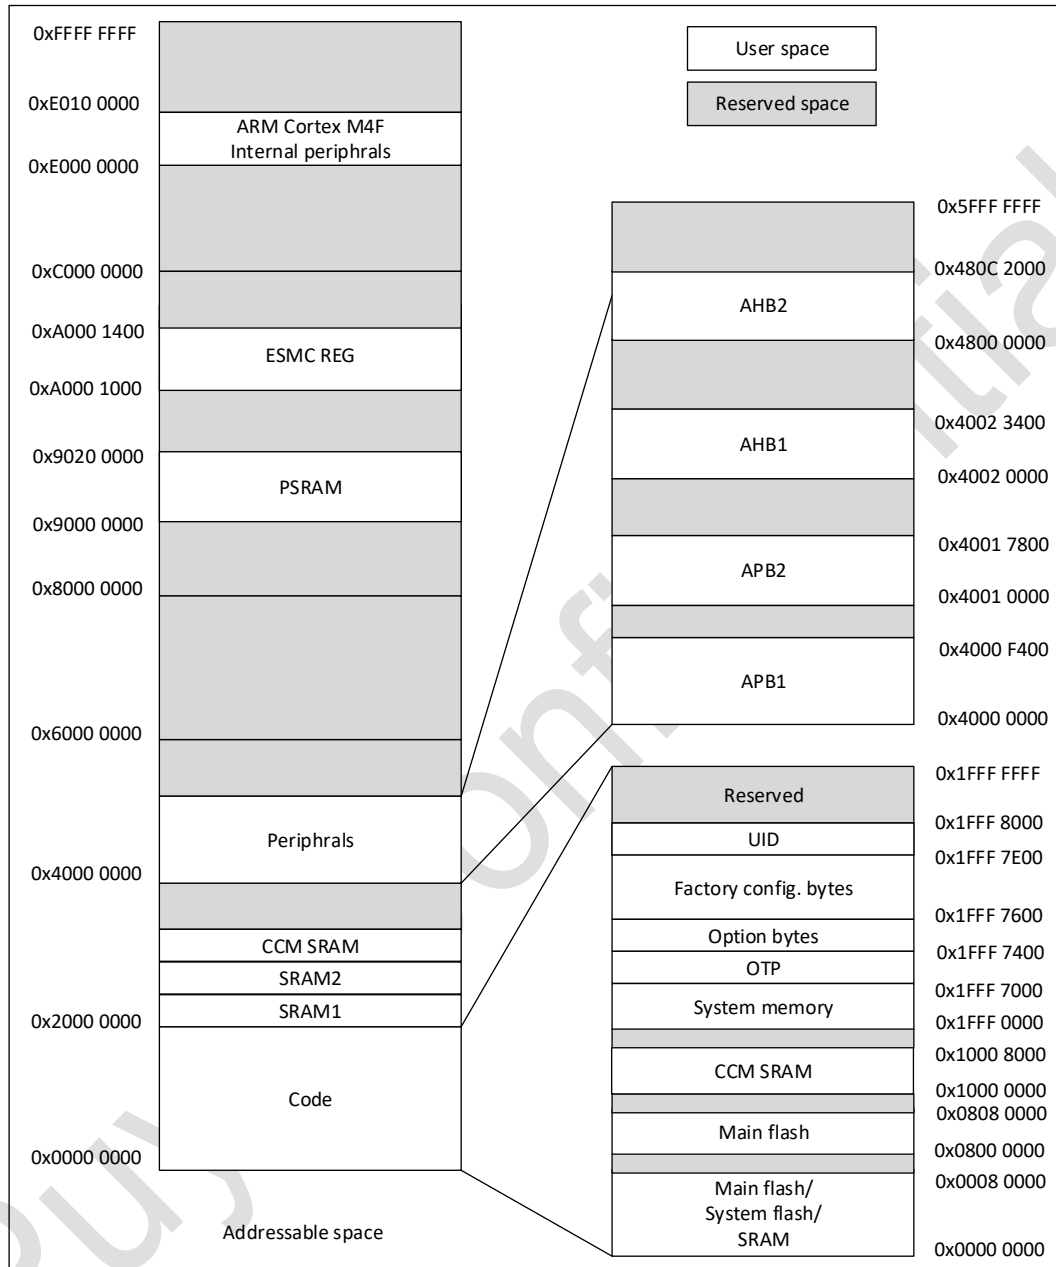 0xFFFF FFFF
0xE010 0000
ARM Cortex M4F
Internal periphrals
0xE000 0000
0xC000 0000
0xA000 1400
ESMC REG
0xA000 1000
0x9020 0000
PSRAM
0x9000 0000
0x8000 0000
0x6000 0000
Periphrals
0x4000 0000
CCM SRAM
SRAM2
SRAM1
0x2000 0000
Code
0x0000 0000
Addressable space
User space
Reserved space
0x5FFF FFFF
0x480C 2000
AHB2
0x4800 0000
0x4002 3400
AHB1
0x4002 0000
0x4001 7800
APB2
0x4001 0000
0x4000 F400
APB1
0x4000 0000
0x1FFF FFFF
Reserved
0x1FFF 8000
UID
0x1FFF 7E00
Factory config. bytes
0x1FFF 7600
Option bytes
0x1FFF 7400
OTP
0x1FFF 7000
System memory
0x1FFF 0000
0x1000 8000
CCM SRAM
0x1000 0000
0x0808 0000
Main flash
0x0800 0000
0x0008 0000
Main flash/
System flash/
SRAM
0x0000 0000